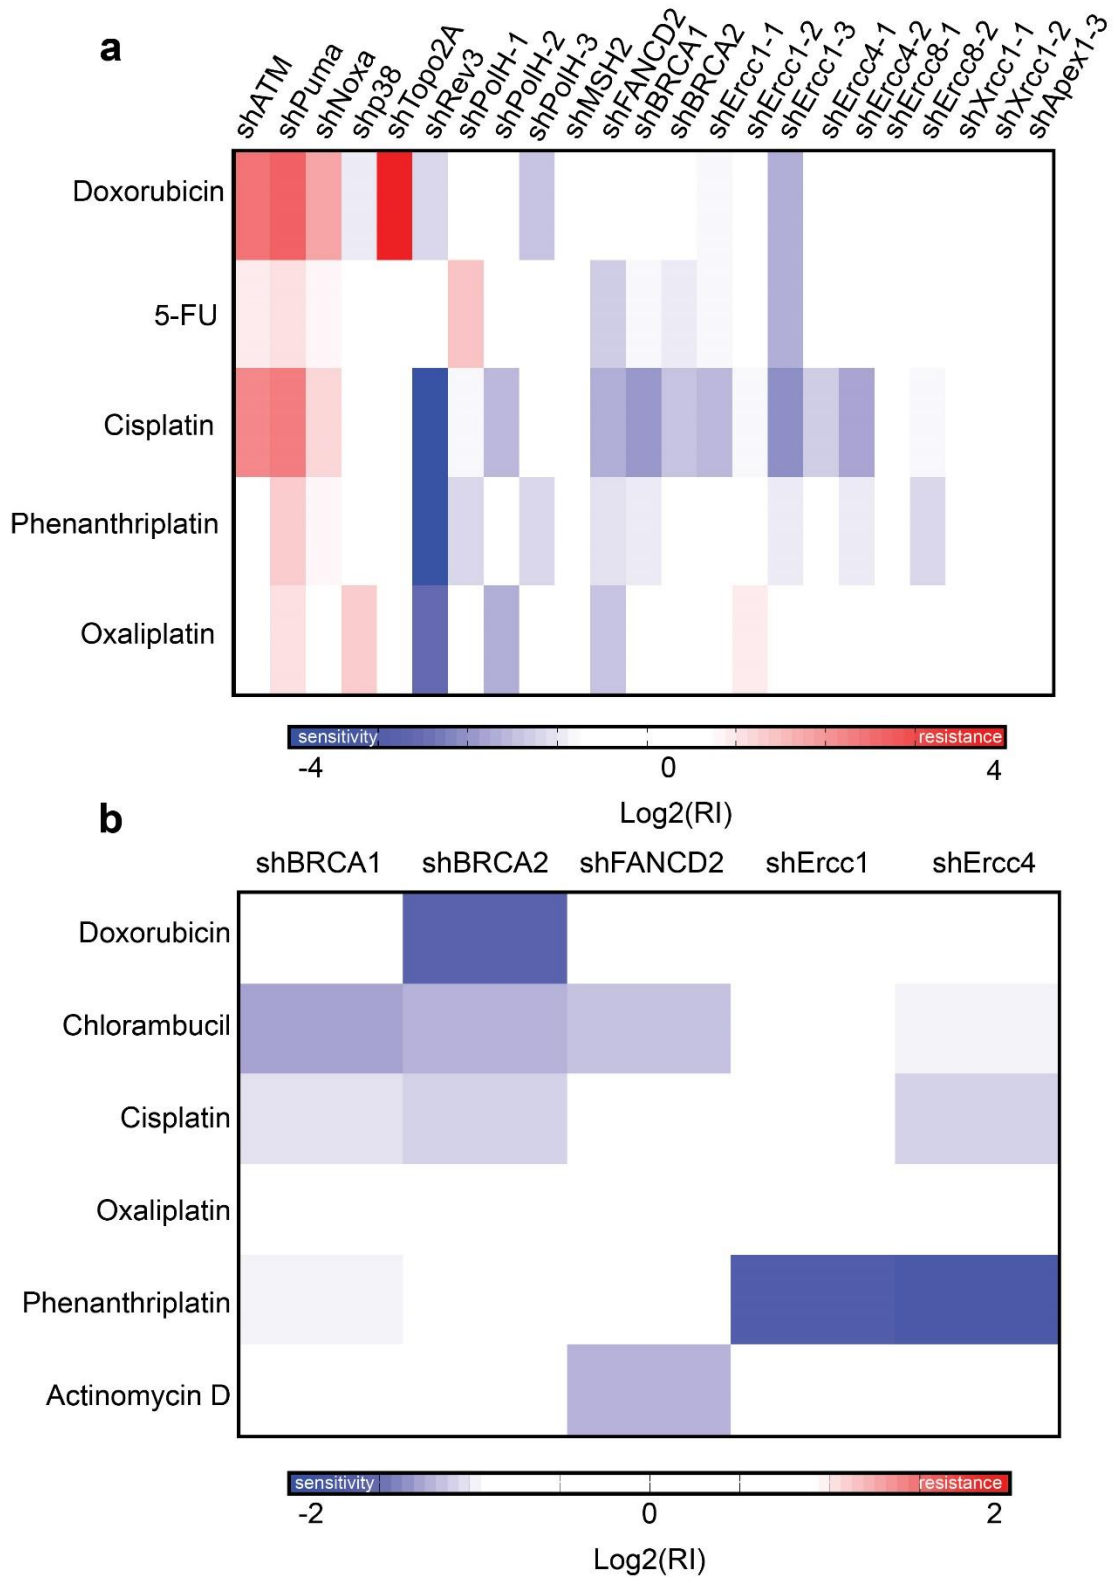 a
shATM
shPuma
shNoxa
shp38
shTopo2A
shRev3
shPolH-1
shPolH-2
shPolH-3
shMSH2
shFANCD2
shBRCA1
shBRCA2
shErcc1-1
shErcc1-2
shErcc1-3
shErcc4-1
shErcc4-2
shErcc8-1
shErcc8-2
shXrcc1-1
shXrcc1-2
shApex1-3
Doxorubicin
5-FU
Cisplatin
Phenanthriplatin
Oxaliplatin
sensitivity resistance
-4 0 4
Log2(RI)
b
shBRCA1 shBRCA2 shFANCD2 shErcc1 shErcc4
Doxorubicin
Chlorambucil
Cisplatin
Oxaliplatin
Phenanthriplatin
Actinomycin D
sensitivity resistance
-2 0 2
Log2(RI)